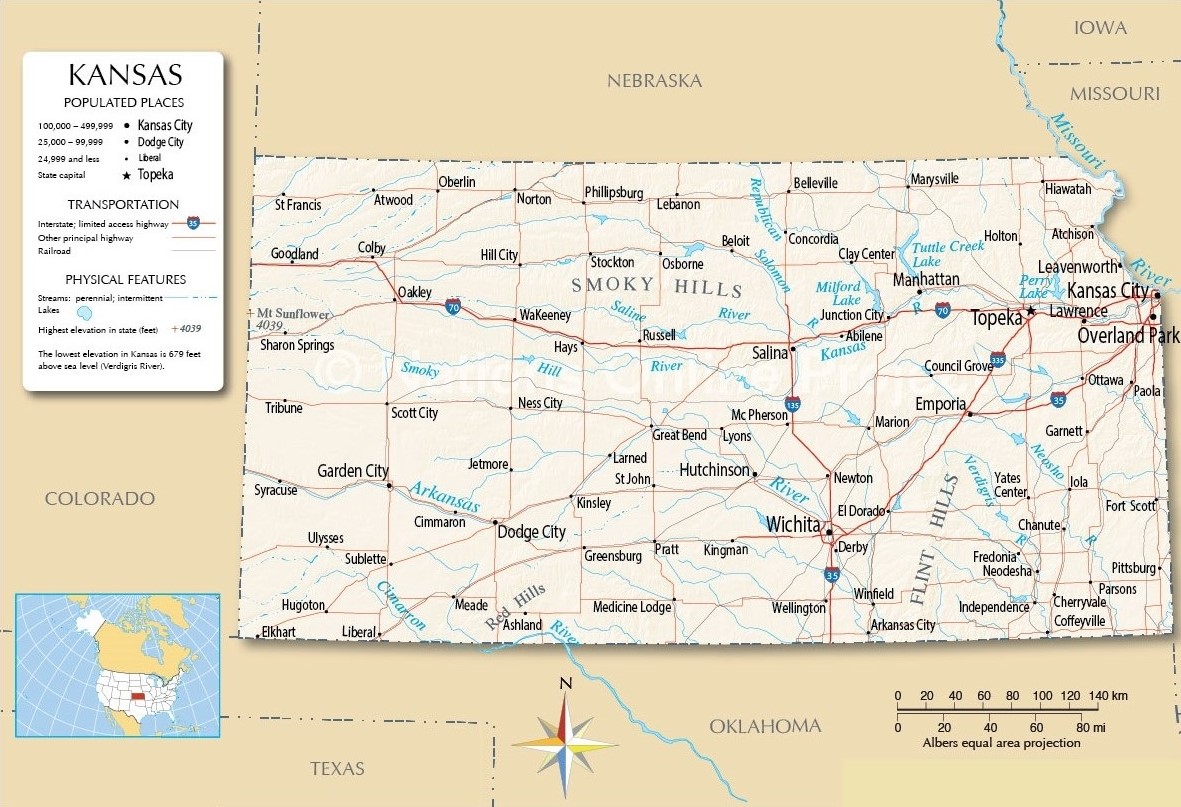 IOWA
NEBRASKA
MISSOURI
KANSAS
POPULATED PLACES
100,000 – 499,999 Kansas City
25,000 – 99,999 Dodge City
24,999 and less Liberal
State capital Topeka
TRANSPORTATION
Interstate; limited access highway 35
Other principal highway
Railroad
PHYSICAL FEATURES
Streams: perennial; intermittent
Lakes
Highest elevation in state (feet) +4039
The lowest elevation in Kansas is 679 feet
above sea level (Verdigris River).
Missouri
River
St Francis
Atwood
Oberlin
Norton
Phillipsburg
Lebanon
Republican
Belleville
Marysville
Hiawatha
Goodland
Colby
Hill City
Stockton
Osborne
Beloit
Solomon
Concordia
Clay Center
Tuttle Creek
Lake
Holton
Atchison
Leavenworth
SMOKY HILLS
Manhattan
Perry
Lake
Kansas City
Oakley
70
Milford
Lake
R
70
Topeka
Lawrence
Mt Sunflower
4039
Sharon Springs
WaKeeney
Saline
River
Junction City
Overland Park
Hays
Russell
Salina
R
Abilene
Kansas
335
Council Grove
Smoky
Hill
River
Ottawa
Paola
Tribune
Scott City
Ness City
135
Mc Pherson
Emporia
35
Great Bend
Lyons
Marion
Garnett
Garden City
Jetmore
Larned
Hutchinson
Neosho
Syracuse
Arkansas
St John
River
Newton
Verdigris
Yates
Center
Iola
Cimmaron
Kinsley
El Dorado
Fort Scott
Dodge City
Wichita
Chanute
Ulysses
Sublette
Greensburg
Pratt
Kingman
Derby
R
R
FLINT HILLS
Fredonia
Neodesha
Pittsburg
35
Hugoton
Cimarron
Meade
Red Hills
Medicine Lodge
Wellington
Winfield
Independence
Parsons
Cherryvale
Elkhart
Liberal
Ashland
River
Arkansas City
Coffeyville
COLORADO
N
OKLAHOMA
TEXAS
0 20 40 60 80 100 120 140 km
0 20 40 60 80 mi
Albers equal area projection